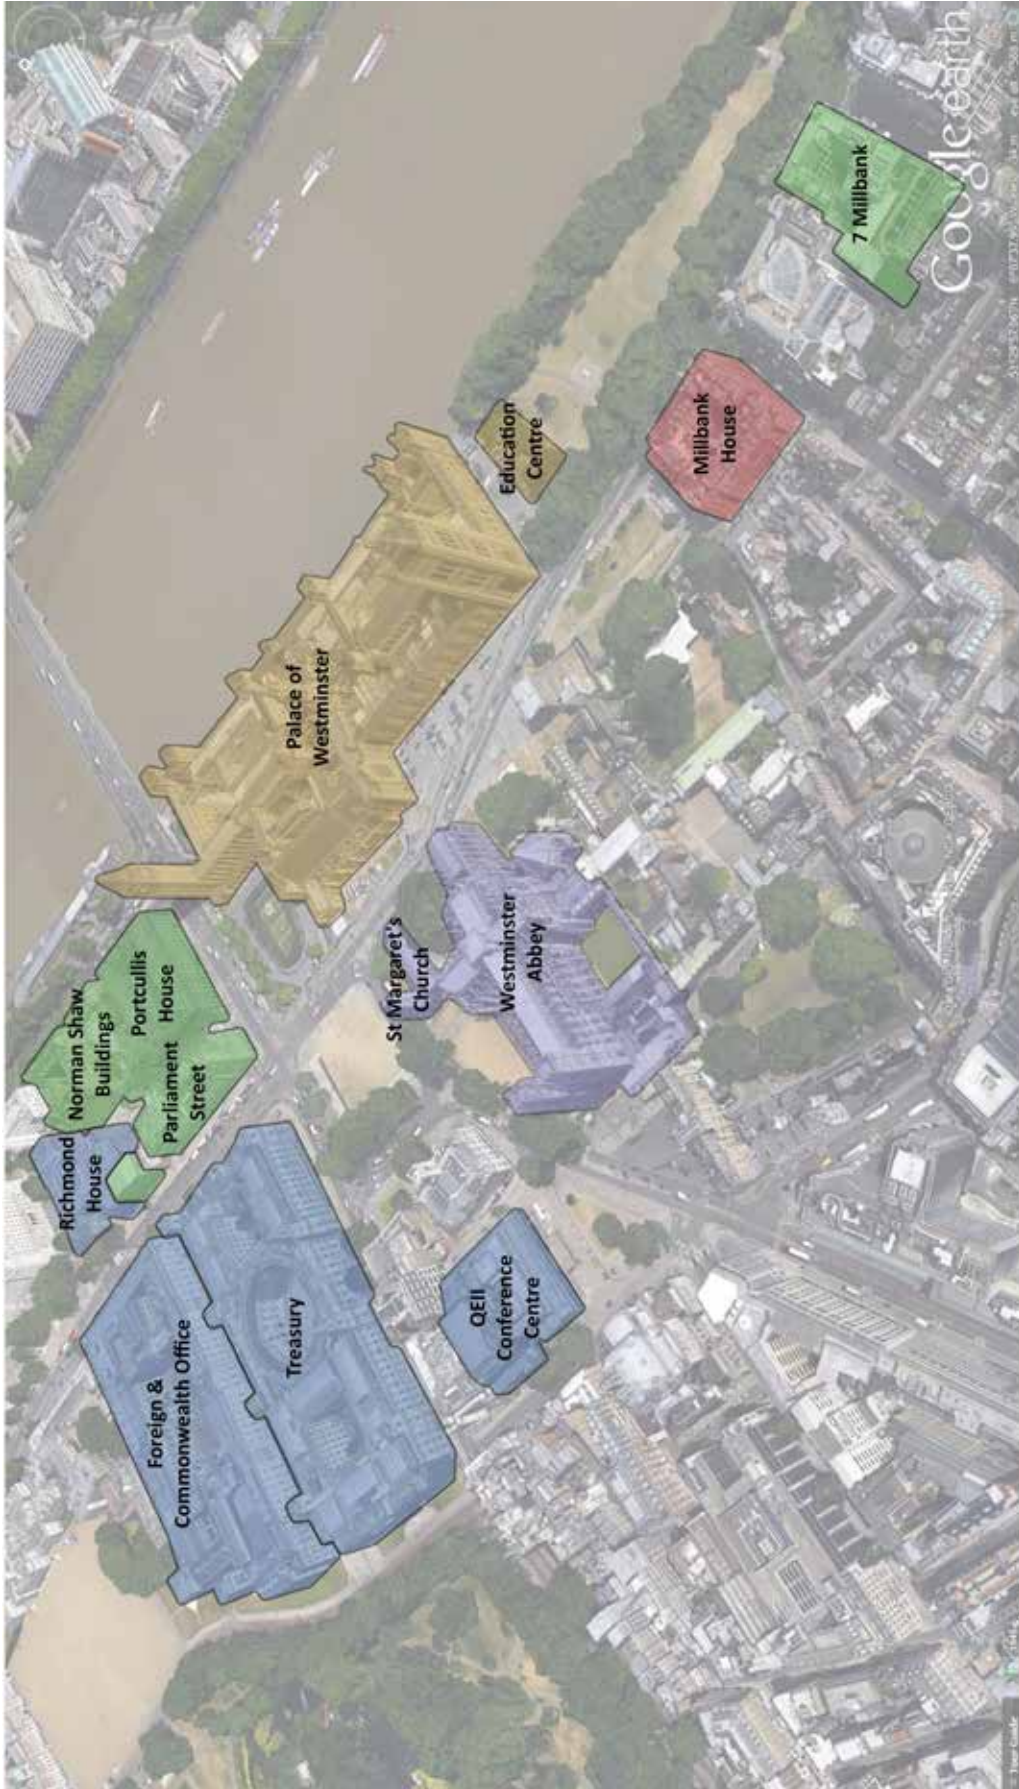 Richmond
House
Norman Shaw
Buildings
Foreign &
Commonwealth Office
Parliament
Street
Portcullis
House
Treasury
Palace of
Westminster
St Margaret's
Church
QEII
Conference
Centre
Westminster
Abbey
Education
Centre
Millbank
House
7 Millbank
Google earth